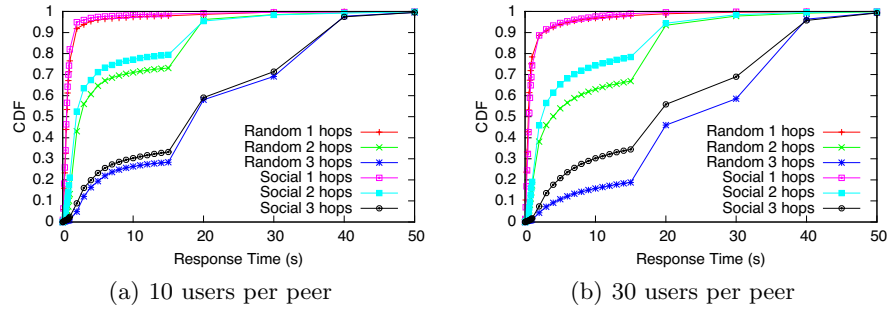 1
0.9
0.8
0.7
0.6
0.5
0.4
0.3
0.2
0.1
0
CDF
Random 1 hops
Random 2 hops
Random 3 hops
Social 1 hops
Social 2 hops
Social 3 hops
0 10 20 30 40 50
Response Time (s)
(a) 10 users per peer
1
0.9
0.8
0.7
0.6
0.5
0.4
0.3
0.2
0.1
0
CDF
Random 1 hops
Random 2 hops
Random 3 hops
Social 1 hops
Social 2 hops
Social 3 hops
0 10 20 30 40 50
Response Time (s)
(b) 30 users per peer